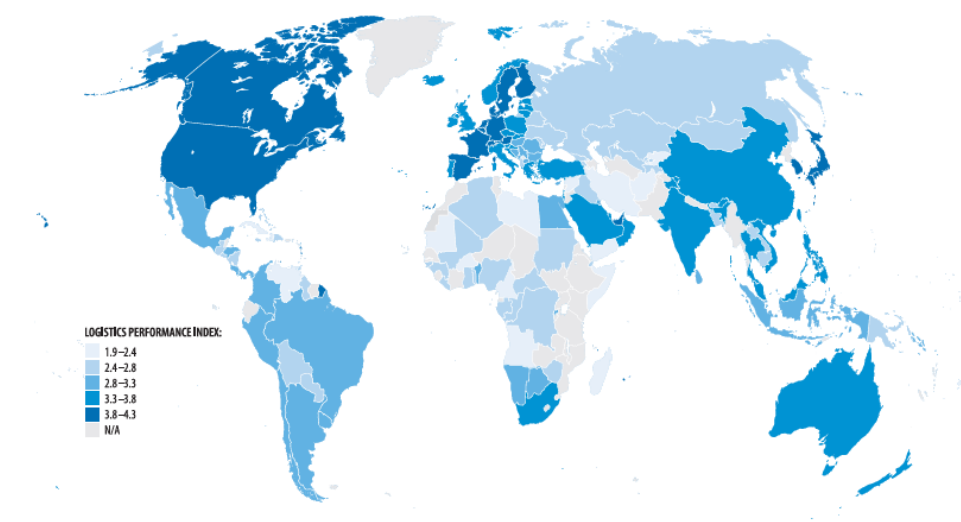 LOGISTICS PERFORMANCE INDEX:
1.9–2.4
2.4–2.8
2.8–3.3
3.3–3.8
3.8–4.3
N/A